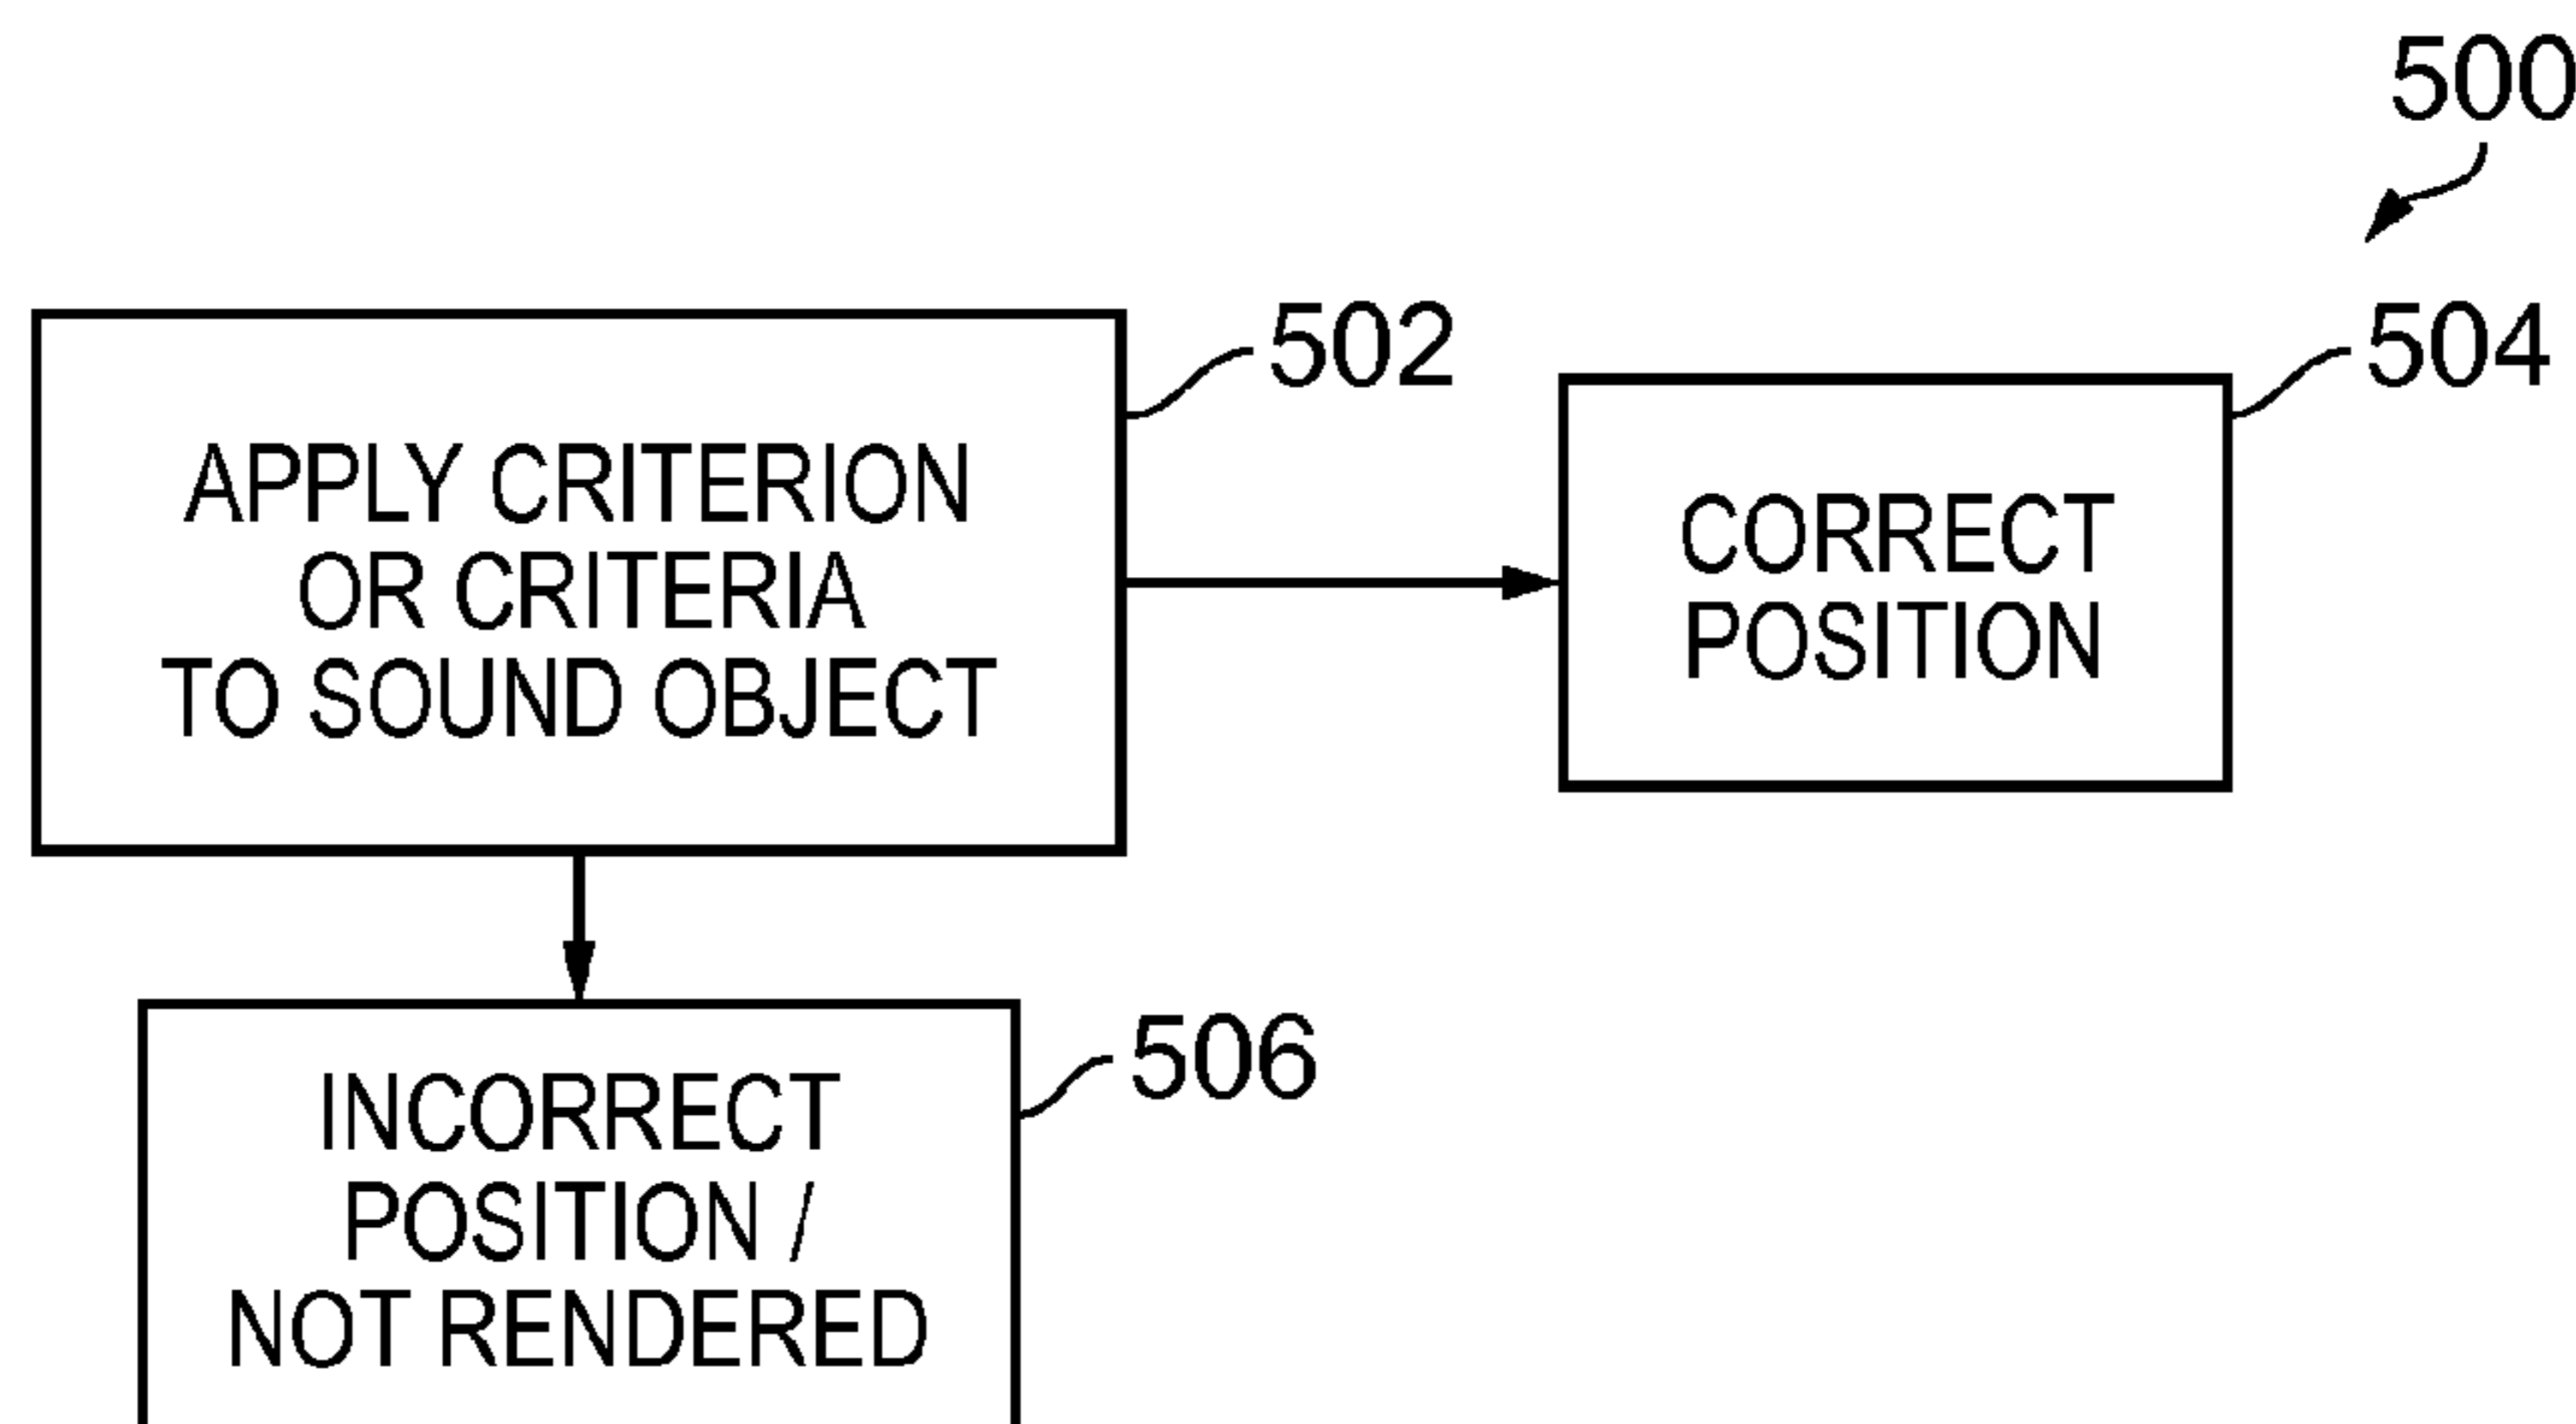 500
502
504
APPLY CRITERION
OR CRITERIA
TO SOUND OBJECT
CORRECT
POSITION
506
INCORRECT
POSITION /
NOT RENDERED